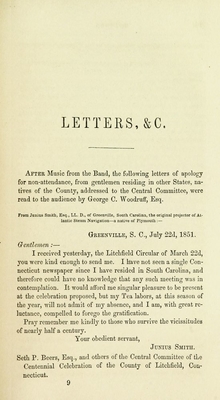 LETTERS, &C.
AFTER Music from the Band, the following letters of apology
for non-attendance, from gentlemen residing in other States, na-
tives of the County, addressed to the Central Committee, were
read to the audience by George C. Woodruff, Esq.
From Junius Smith, Esq., LL. D., of Greenville, South Carolina, the original projector of At-
lantic Steam Navigation—a native of Plymouth.—
GREENVILLE, S. C., July 22d, 1851.
Gentlemen :—
I received yesterday, the Litchfield Circular of March 22d,
you were kind enough to send me. I have not seen a single Con-
necticut newspaper since I have resided in South Carolina, and
therefore could have no knowledge that any such meeting was in
contemplation. It would afford me singular pleasure to be present
at the celebration proposed, but my Tea labors, at this season of
the year, will not admit of my absence, and I am, with great re-
luctance, compelled to forego the gratification.
Pray remember me kindly to those who survive the vicissitudes
of nearly half a century.
Your obedient servant,
JUNIUS SMITH.
Seth P. Beers, Esq., and others of the Central Committee of the
Centennial Celebration of the County of Litchfield, Con-
necticut.
9